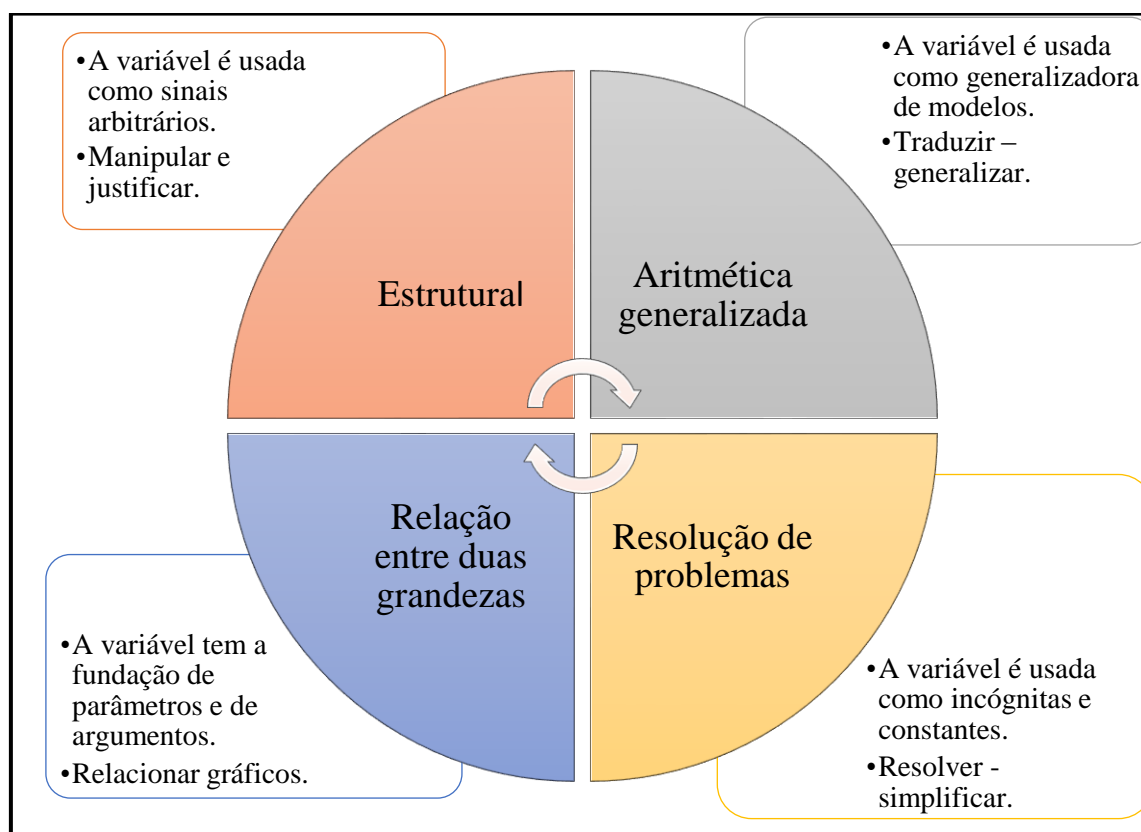 •A variável é usada
como sinais
arbitrários.
•Manipular e
justificar.
•A variável é usada
como generalizadora
de modelos.
•Traduzir –
generalizar.
Estrutural
Aritmética
generalizada
Relação
entre duas
grandezas
Resolução de
problemas
•A variável tem a
fundação de
parâmetros e de
argumentos.
•Relacionar gráficos.
•A variável é usada
como incógnitas e
constantes.
•Resolver -
simplificar.